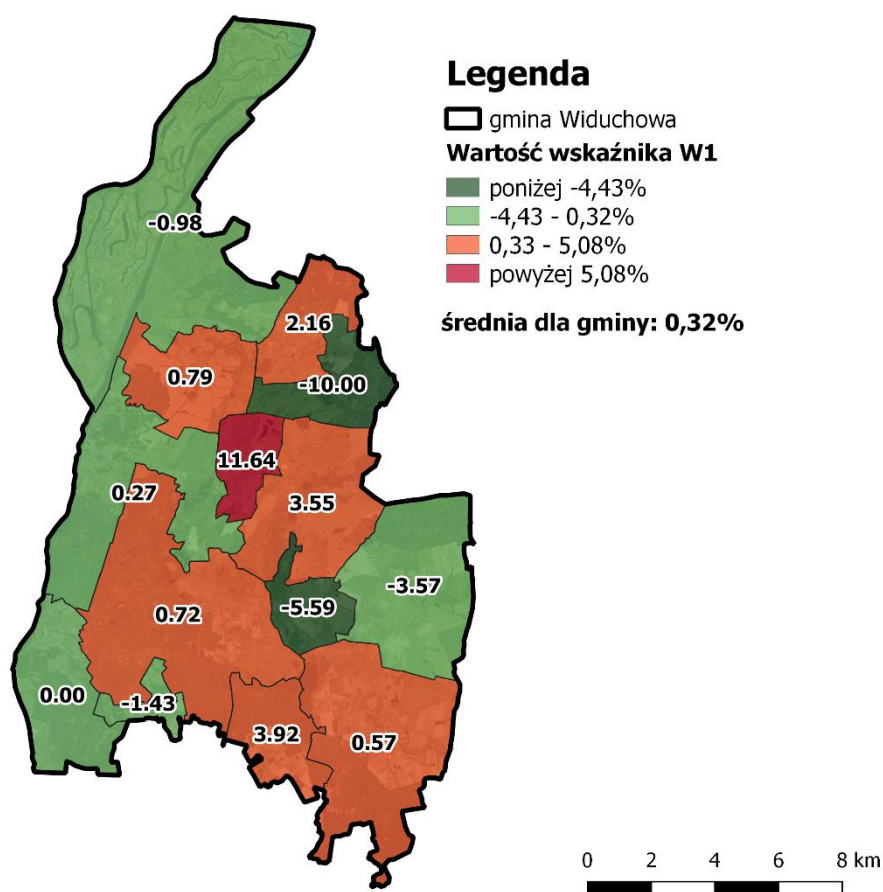 Legenda
gmina Widuchowa
Wartość wskaźnika W1
poniżej -4,43%
-4,43 - 0,32%
0,33 - 5,08%
powyżej 5,08%
średnia dla gminy: 0,32%
-0.98
2.16
0.79
-10.00
11.64
0.27
3.55
-3.57
-5.59
0.72
0.00
-1.43
3.92
0.57
0 2 4 6 8 km